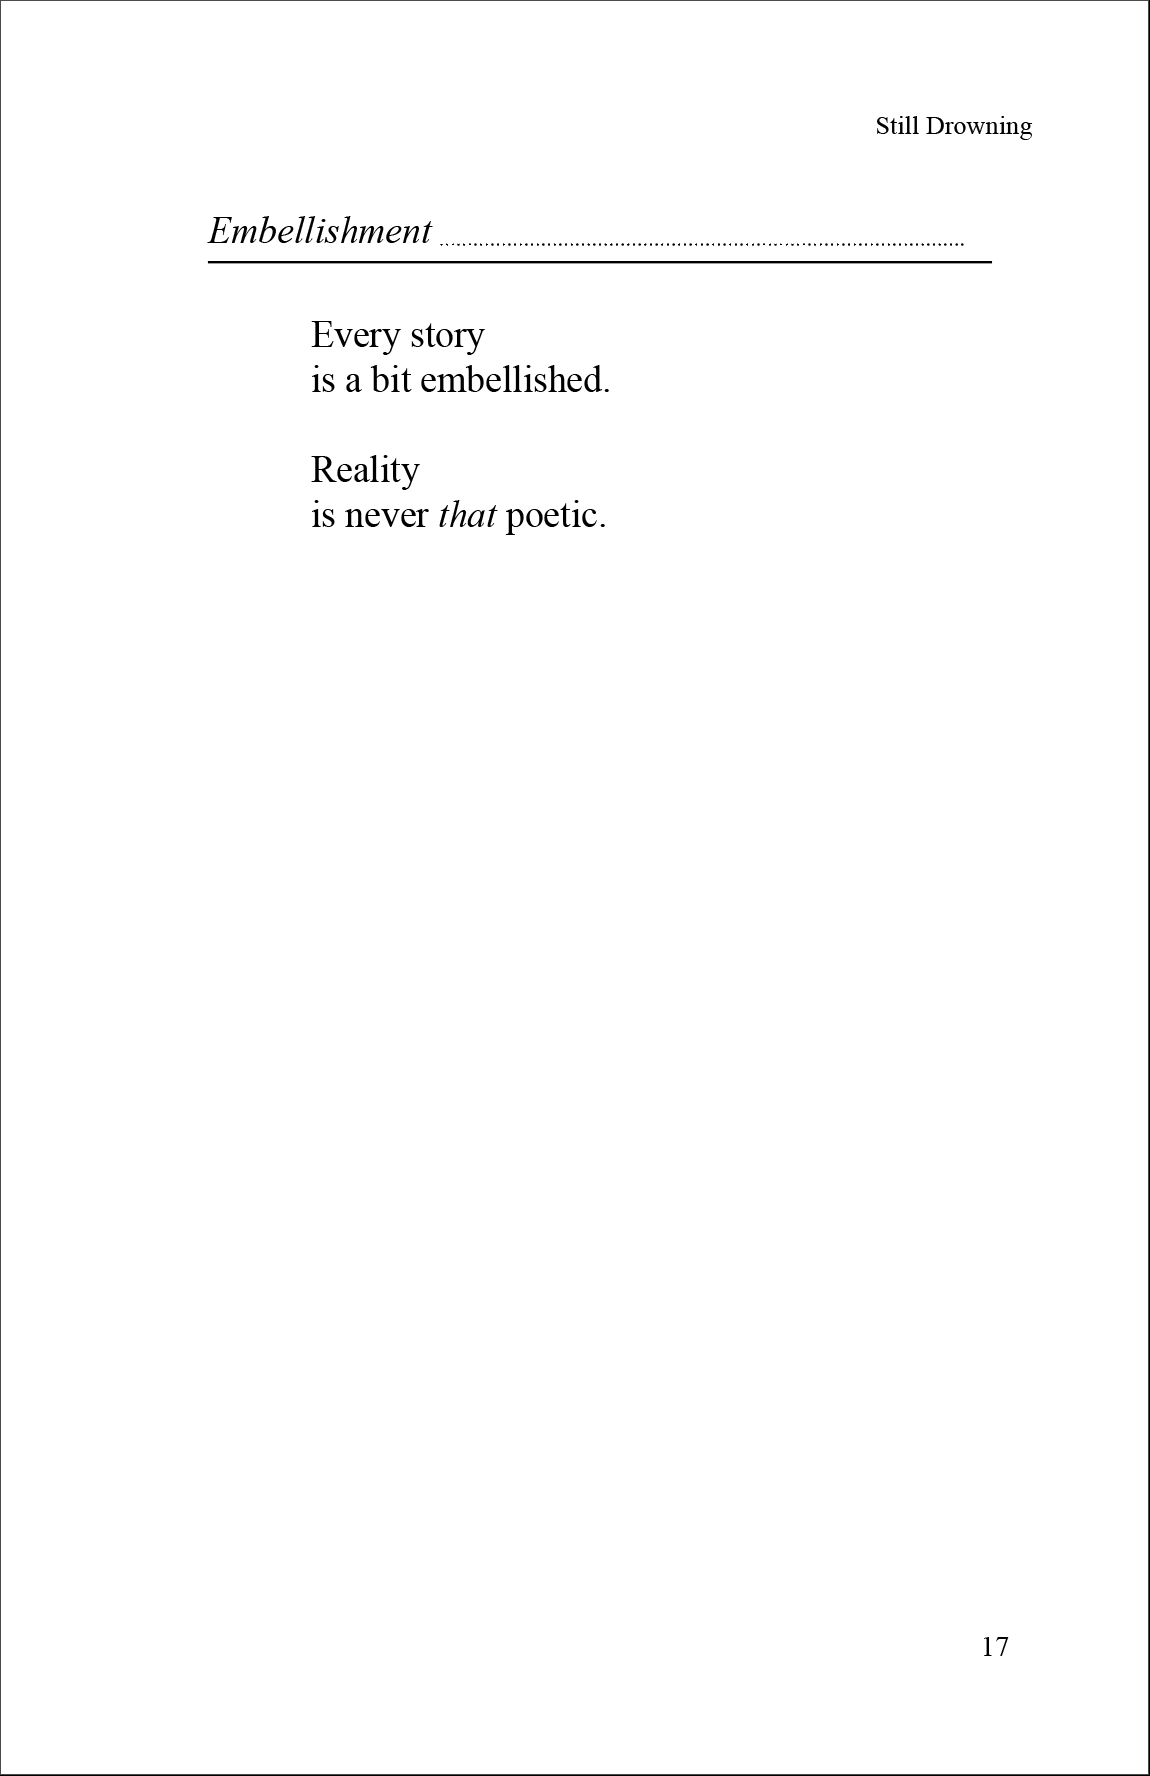 Still Drowning
Embellishment ................................................................................
Every story
is a bit embellished.
Reality
is never that poetic.
17